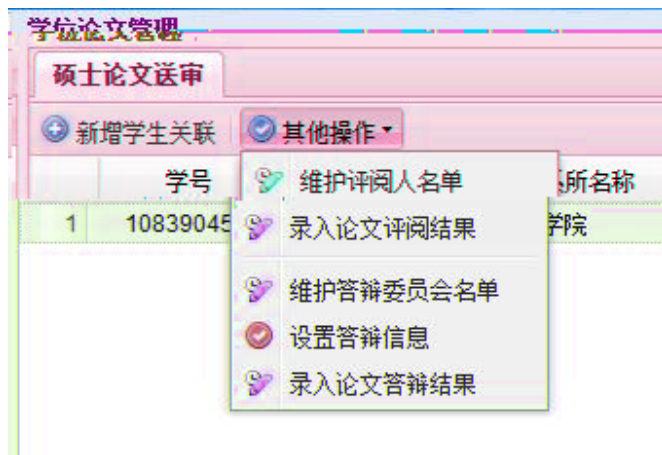 学位论文管理
硕士论文送审
新增学生关联 其他操作
学号 系所名称
1 10839045 学院
维护评阅人名单
录入论文评阅结果
维护答辩委员会名单
设置答辩信息
录入论文答辩结果